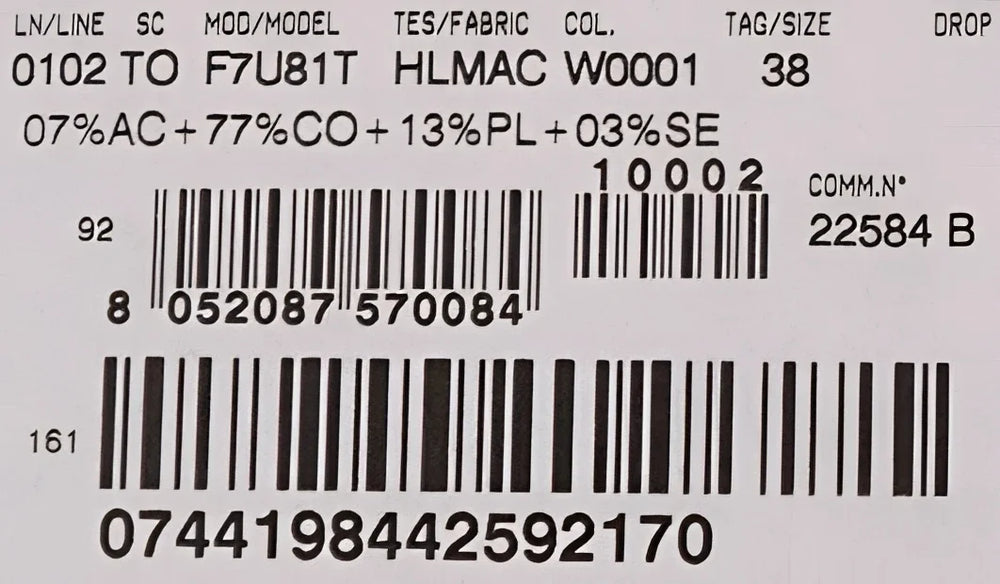 LN/LINE SC MOD/MODEL TES/FABRIC COL. TAG/SIZE DROP
0102 TO F7U81T HLMAC W0001 38
07%AC+77%CO+13%PL+03%SE
10002
COMM.N°
92
22584 B
8 052087 570084
161
0744198442592170